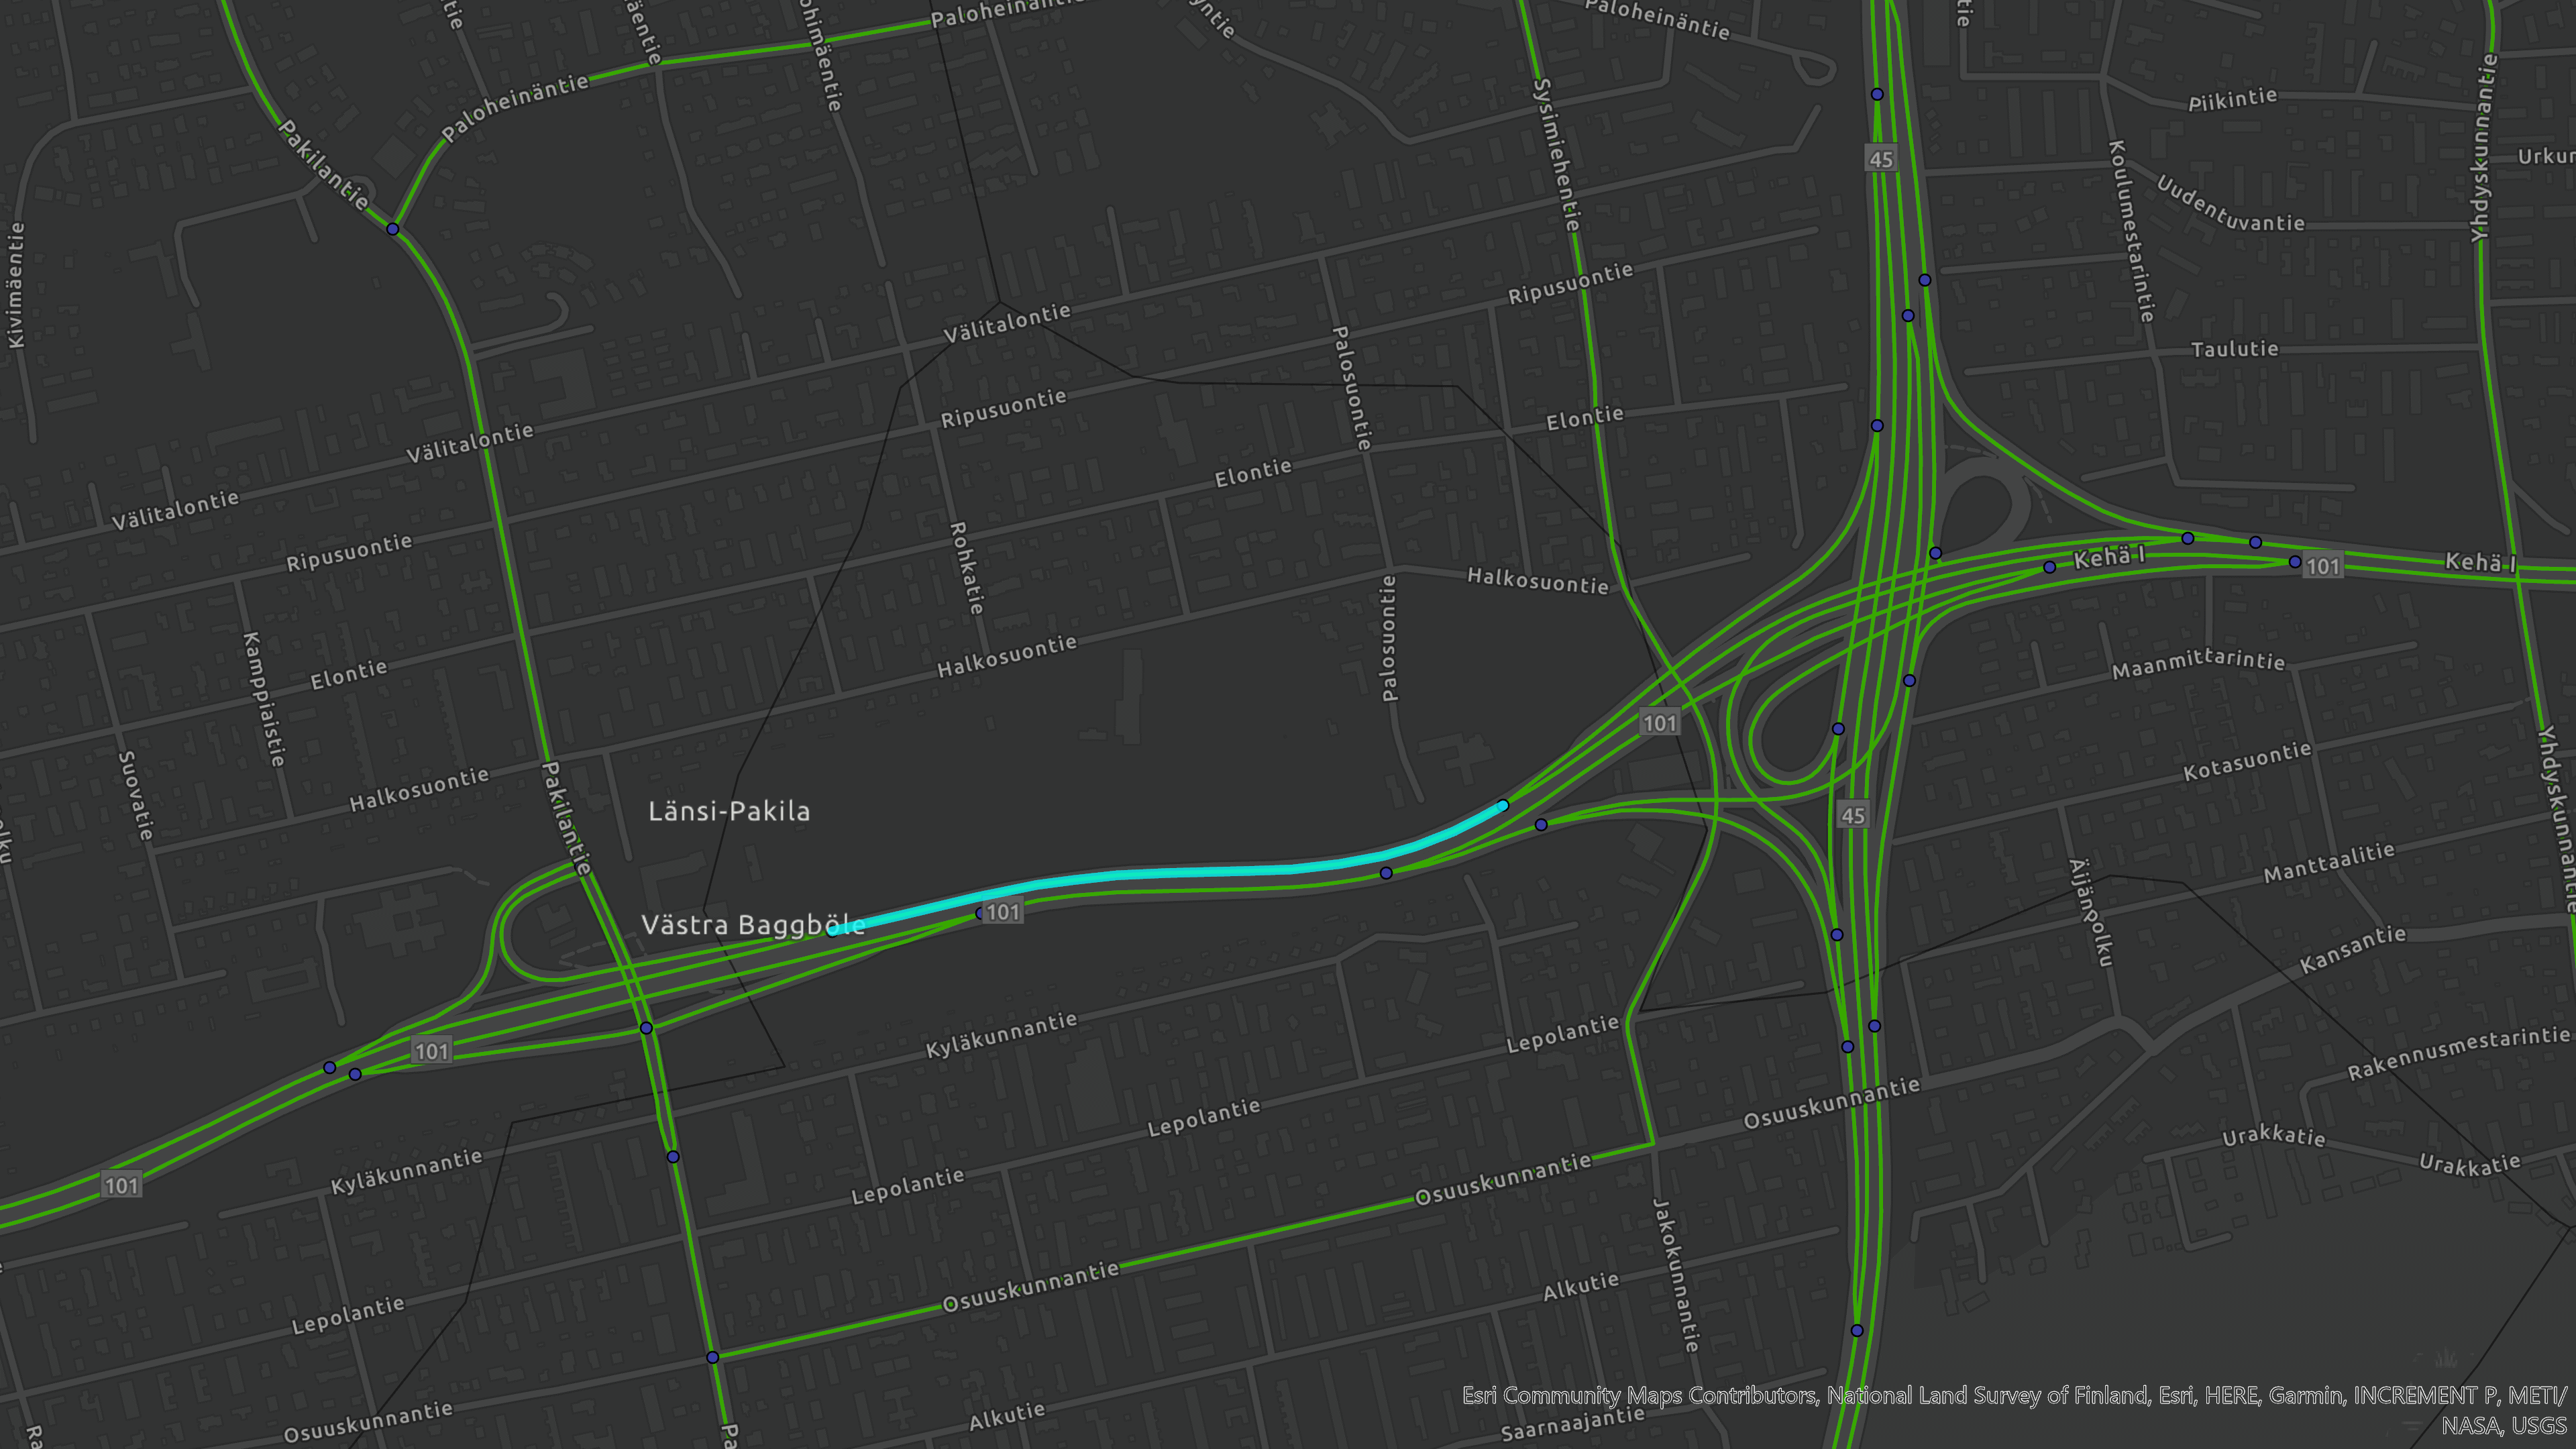 Paloheinäntie
Paloheinäntie
Piikintie
Paloheinäntie
Pakilantie
Sysimiehentie
45
Koulumestarintie
Uudentuvantie
Yhdyskunnantie
Kivimäentie
Ripusuontie
Välitalontie
Palosuontie
Taulutie
Ripusuontie
Elontie
Välitalontie
Elontie
Välitalontie
Ripusuontie
Rohkatie
Halkosuontie
Kehä I
101
Kehä I
Palosuontie
Kamppiaistie
Elontie
Halkosuontie
Maanmittarintie
101
Suovatie
Halkosuontie
Pakilantie
Kotasuontie
Länsi-Pakila
45
Yhdyskunnantie
Manttaalitie
Äijänpolku
Västra Baggböle
101
Kansantie
Kyläkunnantie
Lepolantie
101
Rakennusmestarintie
Osuuskunnantie
Lepolantie
Urakkatie
Urakkatie
101
Kyläkunnantie
Lepolantie
Osuuskunnantie
Jakokunnantie
Osuuskunnantie
Alkutie
Lepolantie
Osuuskunnantie
Alkutie
Saarnaajantie
Esri Community Maps Contributors, National Land Survey of Finland, Esri, HERE, Garmin, INCREMENT P, METI/
NASA, USGS